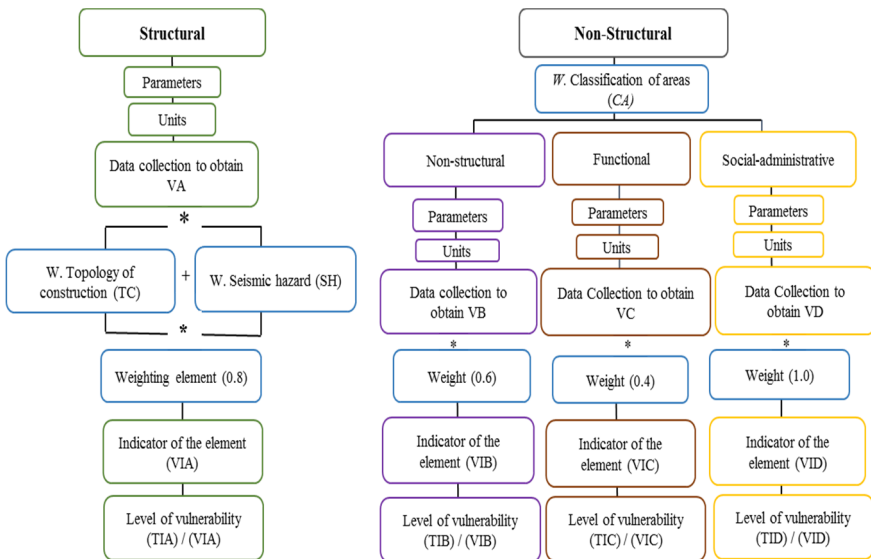 Structural
Parameters
Units
Data collection to obtain
VA
*
W. Topology of
construction (TC)
+
W. Seismic hazard (SH)
*
Weighting element (0.8)
Indicator of the element
(VIA)
Level of vulnerability
(TIA) / (VIA)
Non-Structural
W. Classification of areas
(CA)
Non-structural
Parameters
Units
Data collection to
obtain VB
*
Weight (0.6)
Indicator of the
element (VIB)
Level of vulnerability
(TIB) / (VIB)
Functional
Parameters
Units
Data Collection to obtain
VC
*
Weight (0.4)
Indicator of the
element (VIC)
Level of vulnerability
(TIC) / (VIC)
Social-administrative
Parameters
Units
Data Collection to
obtain VD
*
Weight (1.0)
Indicator of the
element (VID)
Level of vulnerability
(TID) / (VID)